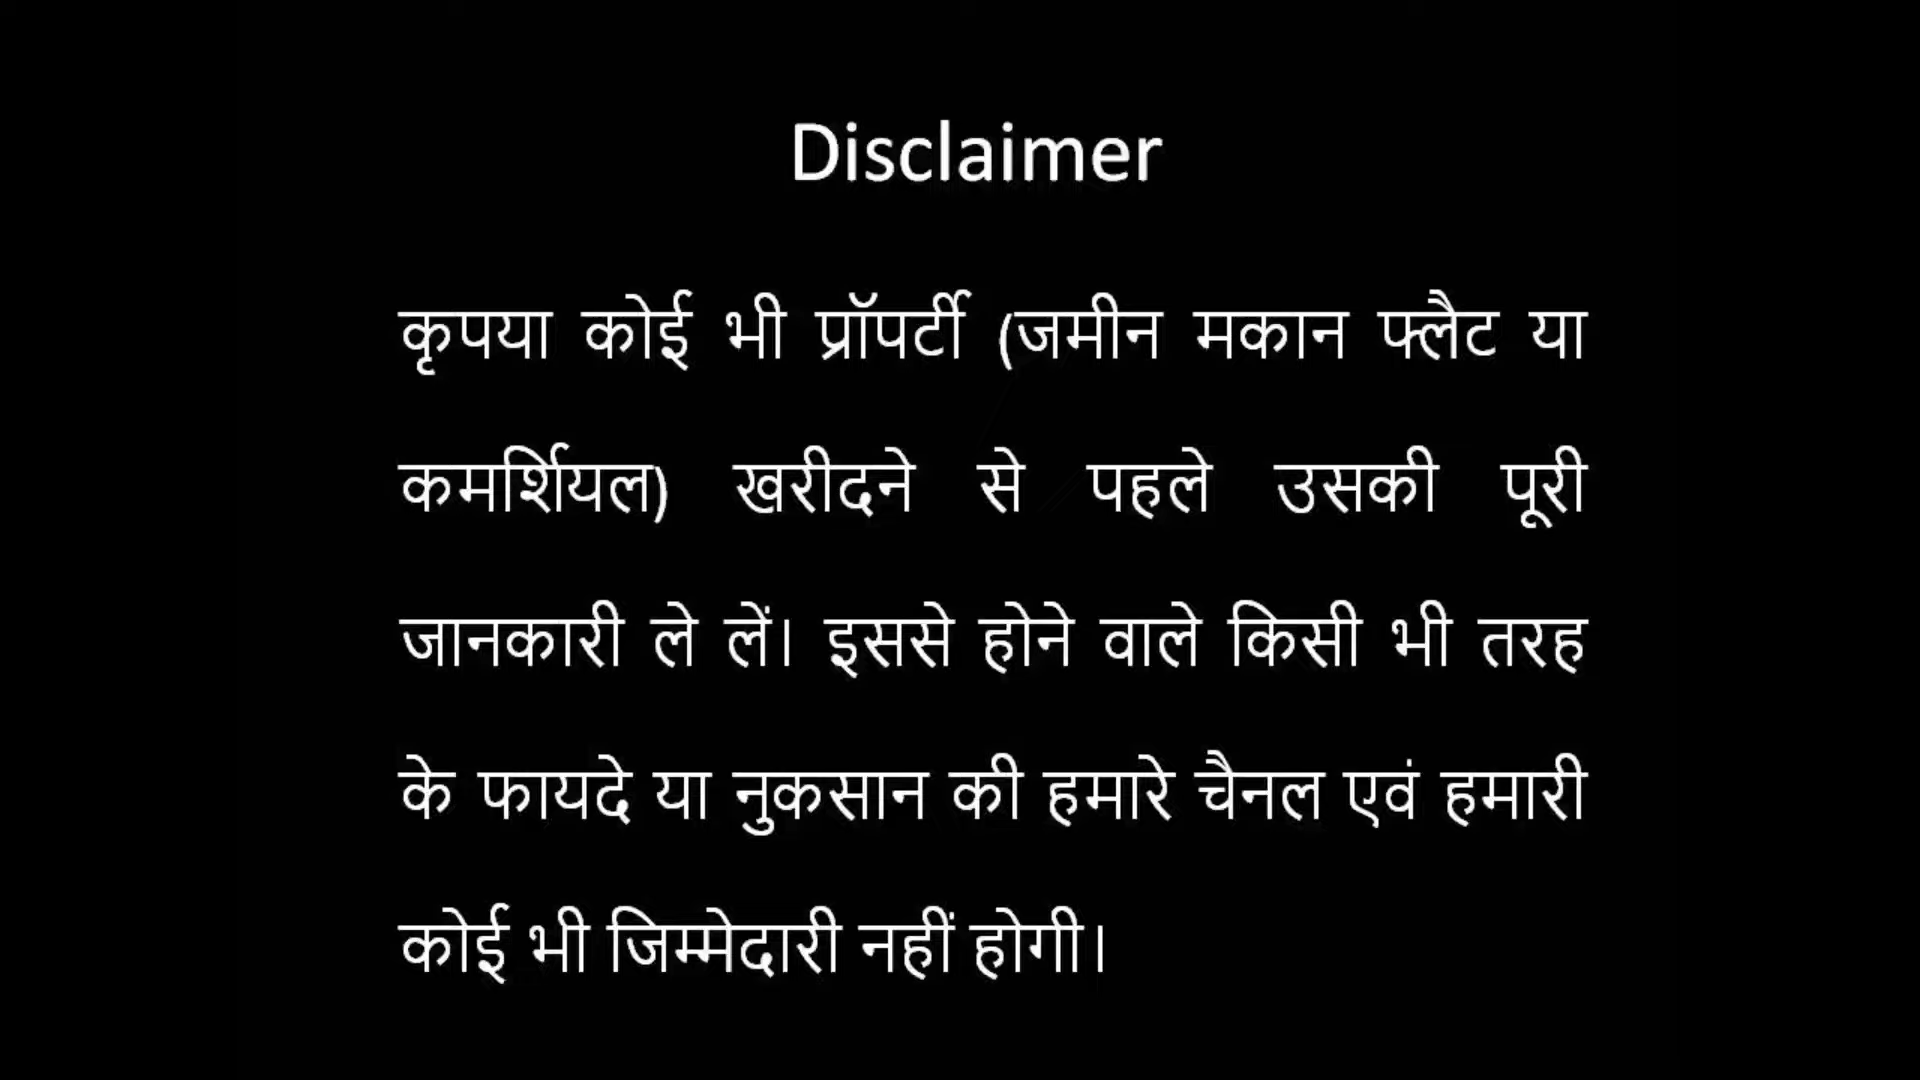 Disclaimer
कृपया कोई भी प्रॉपर्टी (जमीन मकान फ्लैट या
कमर्शियल) खरीदने से पहले उसकी पूरी
जानकारी ले लें। इससे होने वाले किसी भी तरह
के फायदे या नुकसान की हमारे चैनल एवं हमारी
कोई भी जिम्मेदारी नहीं होगी।